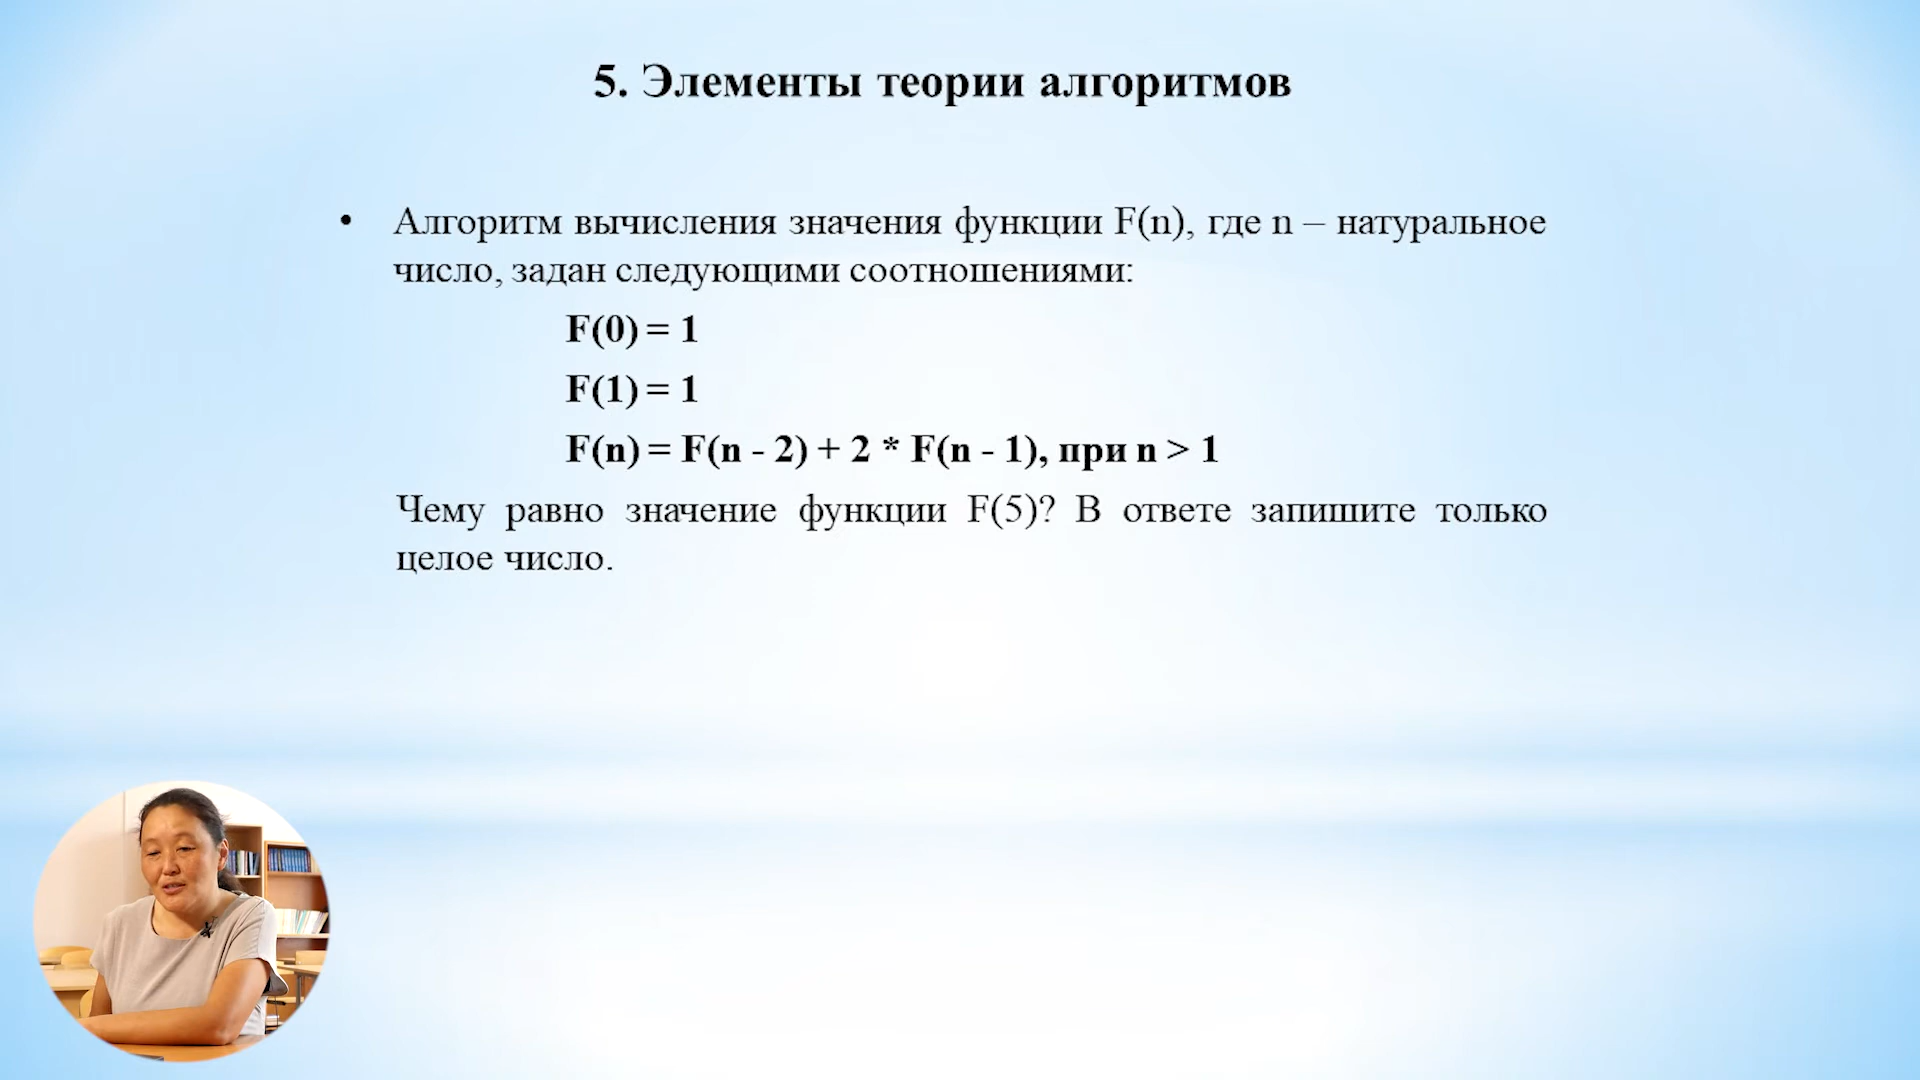 5. Элементы теории алгоритмов
• Алгоритм вычисления значения функции F(n), где n – натуральное
число, задан следующими соотношениями:
F(0) = 1
F(1) = 1
F(n) = F(n - 2) + 2 * F(n - 1), при n > 1
Чему равно значение функции F(5)? В ответе запишите только
целое число.